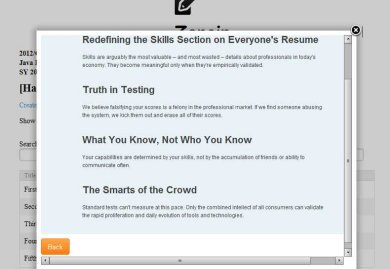 2012/
Java
SY 20
[Ha
Create
Show
Search
Title
First
Seco
Thir
Four
Fifth
Redefining the Skills Section on Everyone's Resume
Skills are arguably the most valuable – and most wasted – details about professionals in today's
economy. They become meaningful only when they're empirically validated.
Truth in Testing
We believe falsifying your scores is a felony in the professional market. If we find someone abusing
the system, we lock them out and erase all of their scores.
What You Know, Not Who You Know
Your capabilities are determined by your skills, not by the accumulation of friends or ability to
communicate often.
The Smarts of the Crowd
Standard tests can't measure at this pace. Only the combined intellect of all consumers can validate
the rapid proliferation and daily evolution of tools and technologies.
Back